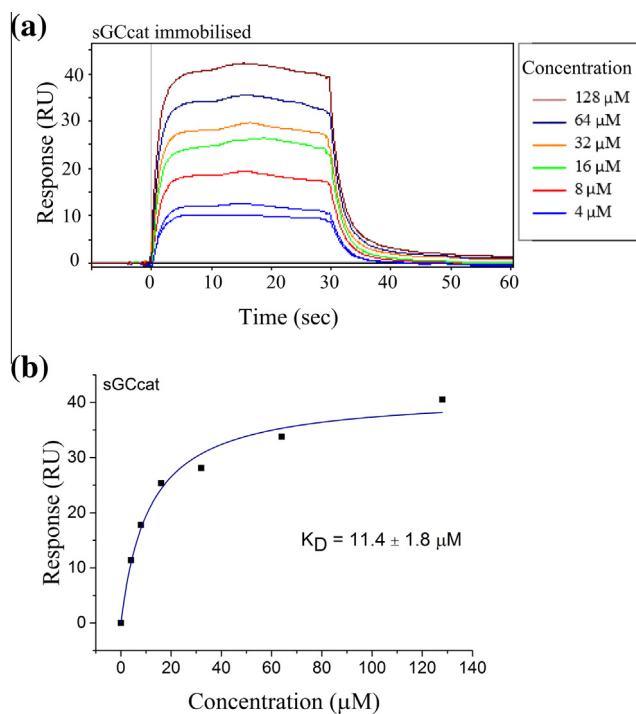 (a)
sGCcat immobilised
Response (RU)
40
30
20
10
0
0
10
20
30
40
50
60
Time (sec)
Concentration
128 µM
64 µM
32 µM
16 µM
8 µM
4 µM
(b)
sGCcat
Response (RU)
40
30
20
10
0
K_D = 11.4 ± 1.8 µM
0
20
40
60
80
100
120
140
Concentration (µM)